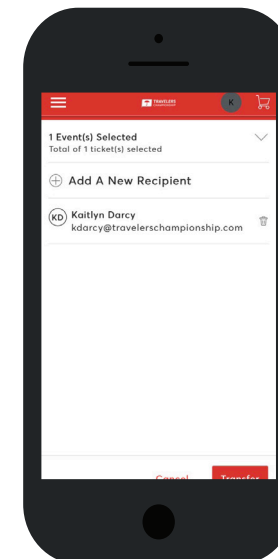 TRAVELERS
CHAMPIONSHIP
K
1 Event(s) Selected
Total of 1 ticket(s) selected
Add A New Recipient
KD
Kaitlyn Darcy
kdarcy@travelerschampionship.com
Cancel
Transfer